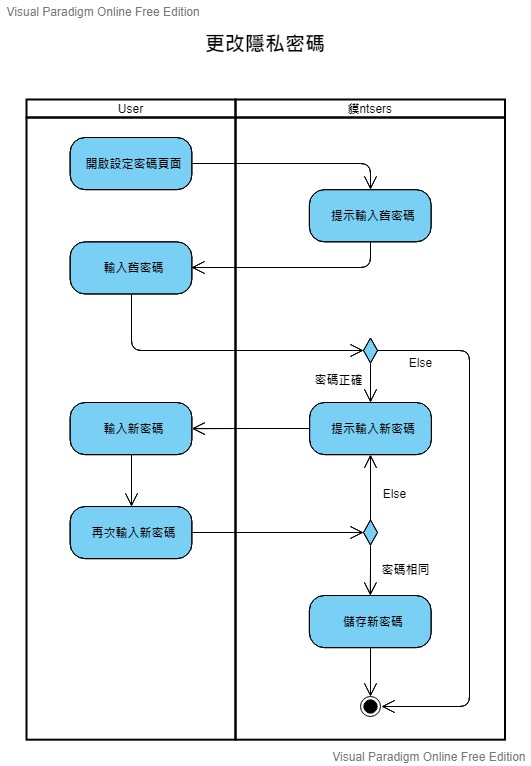 Visual Paradigm Online Free Edition
更改隱私密碼
User
貘ntsers
開啟設定密碼頁面
提示輸入舊密碼
輸入舊密碼
Else
密碼正確
輸入新密碼
提示輸入新密碼
Else
再次輸入新密碼
密碼相同
儲存新密碼
Visual Paradigm Online Free Edition